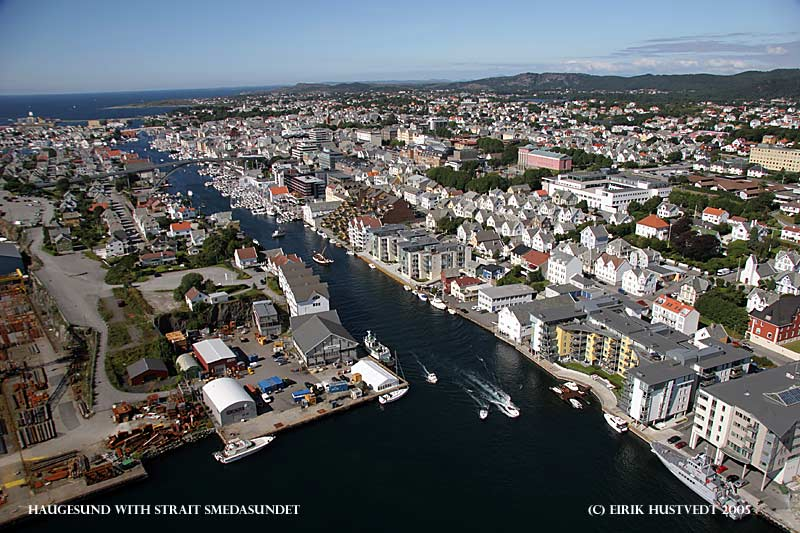 HAUGESUND WITH STRAIT SMEDASUNDET
(C) EIRIK HUSTVEDT 2005